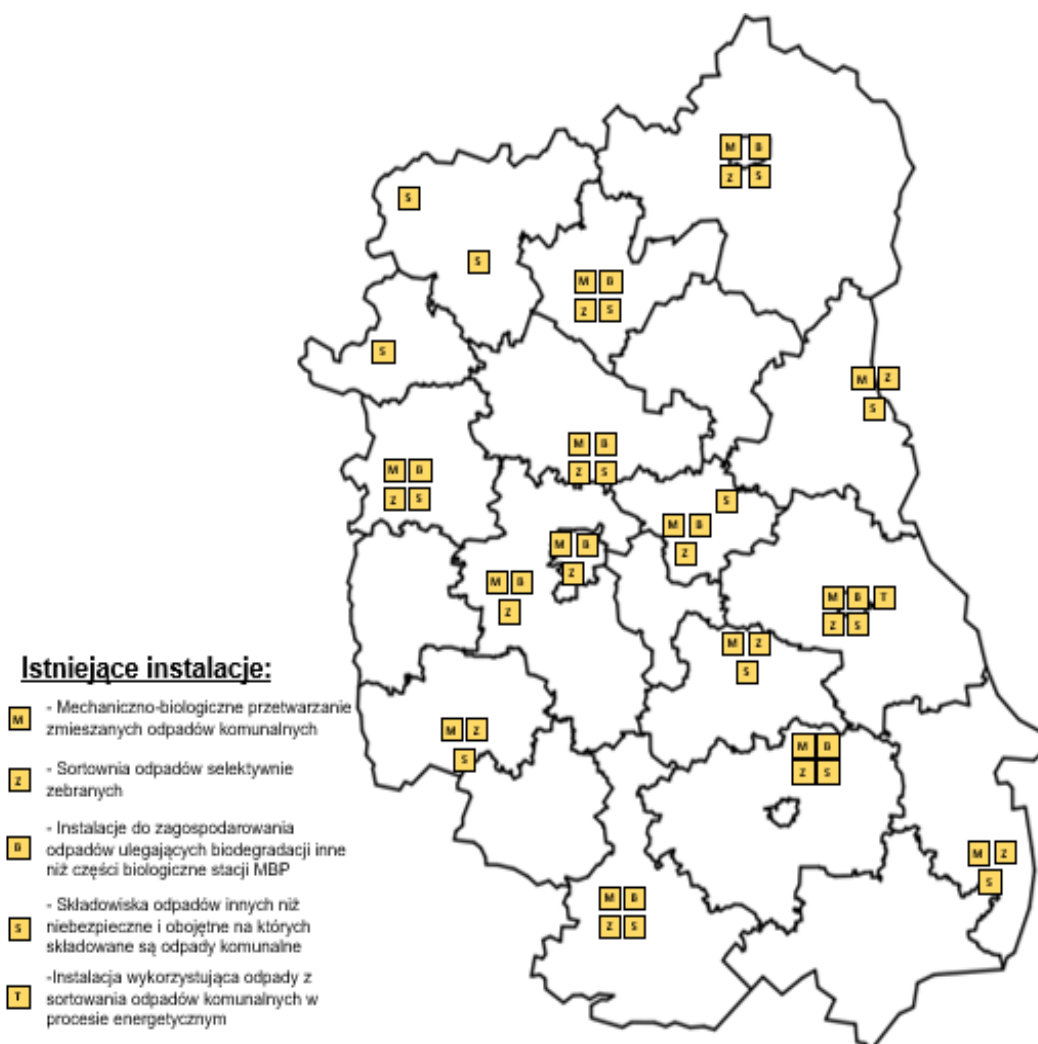 M B
Z S
S
S
M B
Z S
S
M Z
S
M B
Z S
M B
Z S
S
M B
Z
M B
Z
M B
Z
M B T
Z S
M Z
S
M Z
S
M B
Z S
M Z
S
M B
Z S
Istniejące instalacje:
M - Mechaniczno-biologiczne przetwarzanie
zmieszanych odpadów komunalnych
Z - Sortownia odpadów selektywnie
zebranych
B - Instalacje do zagospodarowania
odpadów ulegających biodegradacji inne
niż części biologiczne stacji MBP
S - Składowiska odpadów innych niż
niebezpieczne i obojętne na których
składowane są odpady komunalne
T -Instalacja wykorzystująca odpady z
sortowania odpadów komunalnych w
procesie energetycznym